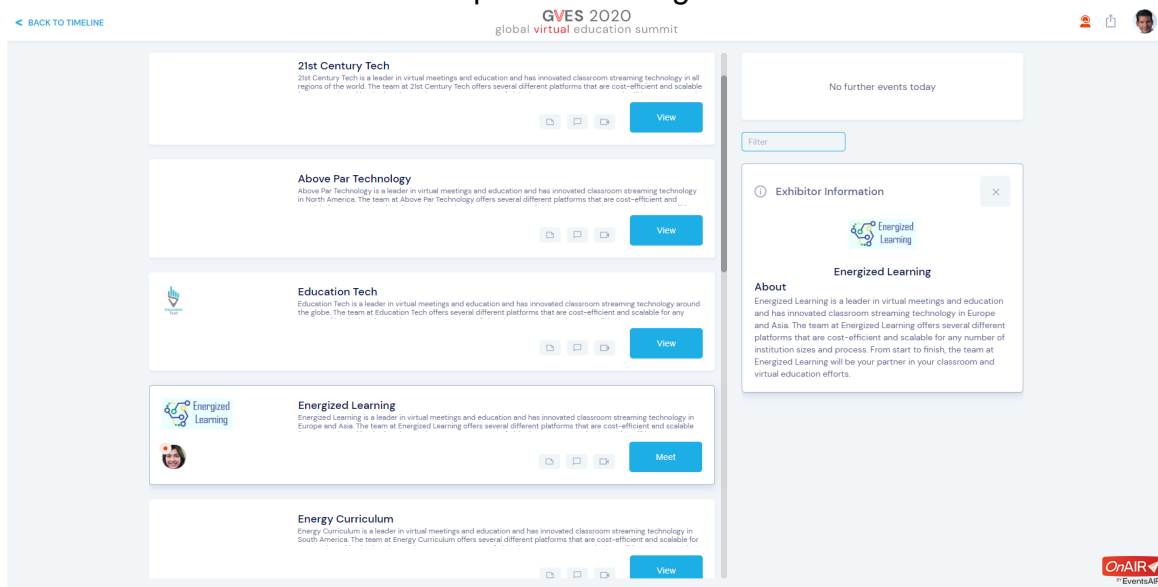 < BACK TO TIMELINE
GVES 2020
global virtual education summit
21st Century Tech
21st Century Tech is a leader in virtual meetings and education and has innovated classroom streaming technology in all
regions of the world. The team at 21st Century Tech offers several different platforms that are cost-efficient and scalable
View
Above Par Technology
Above Par Technology is a leader in virtual meetings and education and has innovated classroom streaming technology
in North America. The team at Above Par Technology offers several different platforms that are cost-efficient and
View
Education Tech
Education Tech
Education Tech is a leader in virtual meetings and education and has innovated classroom streaming technology around
the globe. The team at Education Tech offers several different platforms that are cost-efficient and scalable for any
View
Energized
Learning
Energized Learning
Energized Learning is a leader in virtual meetings and education and has innovated classroom streaming technology in
Europe and Asia. The team at Energized Learning offers several different platforms that are cost-efficient and scalable
Meet
Energy Curriculum
Energy Curriculum is a leader in virtual meetings and education and has innovated classroom streaming technology in
South America. The team at Energy Curriculum offers several different platforms that are cost-efficient and scalable for
View
No further events today
Filter
Exhibitor Information
Energized
Learning
Energized Learning
About
Energized Learning is a leader in virtual meetings and education
and has innovated classroom streaming technology in Europe
and Asia. The team at Energized Learning offers several different
platforms that are cost-efficient and scalable for any number of
institution sizes and process. From start to finish, the team at
Energized Learning will be your partner in your classroom and
virtual education efforts.
OnAIR
BY EventsAIR